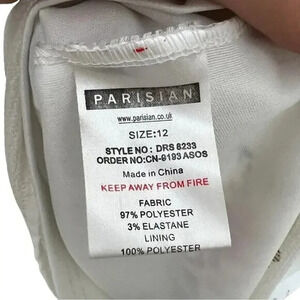 PARISIAN
www.parisian.co.uk
SIZE:12
STYLE NO: DRS 8233
ORDER NO:CN-9193 ASOS
Made in China
KEEP AWAY FROM FIRE
FABRIC
97% POLYESTER
3% ELASTANE
LINING
100% POLYESTER